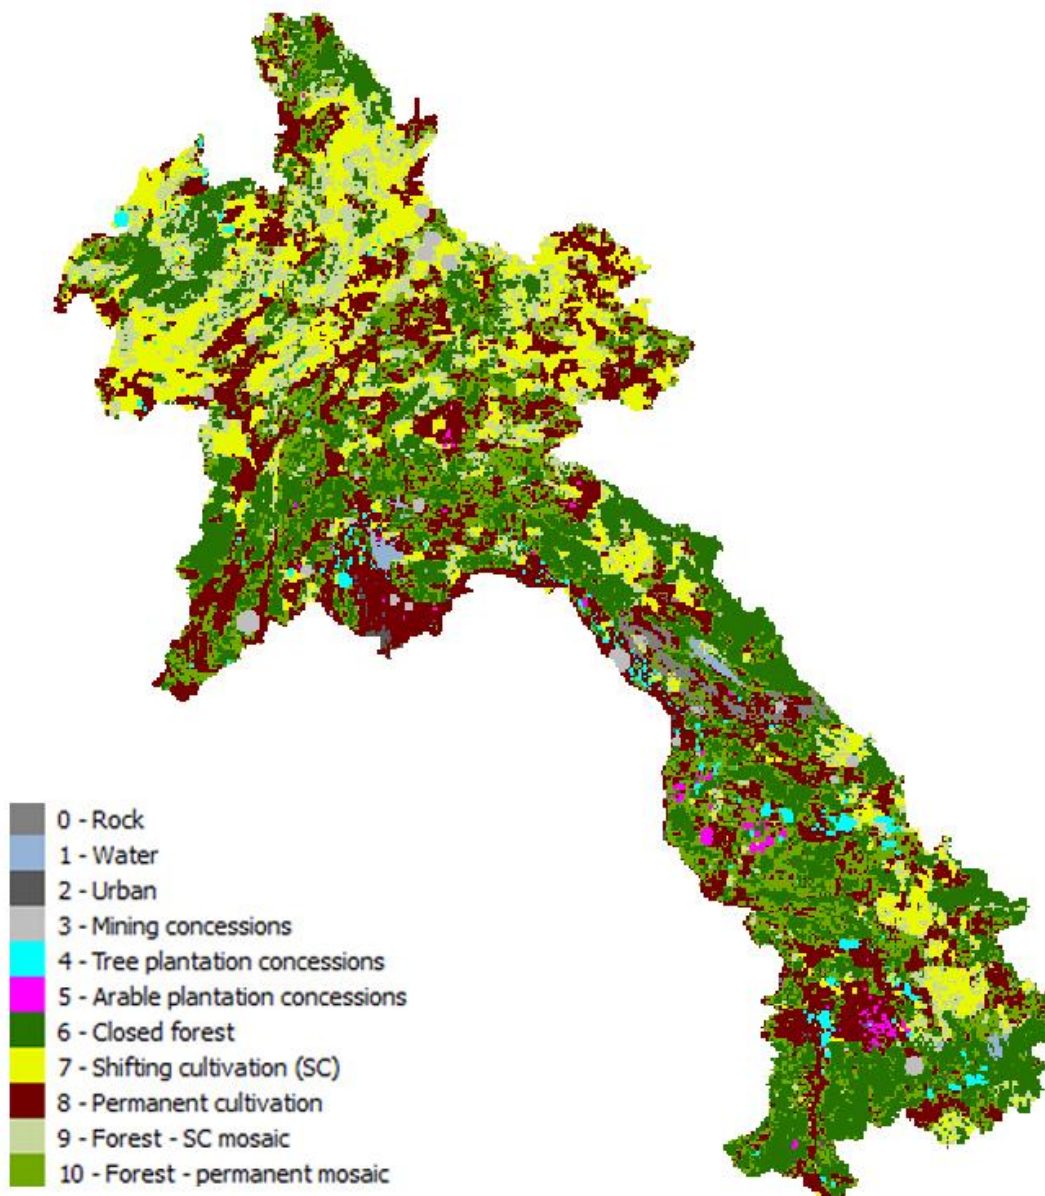 0 - Rock
1 - Water
2 - Urban
3 - Mining concessions
4 - Tree plantation concessions
5 - Arable plantation concessions
6 - Closed forest
7 - Shifting cultivation (SC)
8 - Permanent cultivation
9 - Forest - SC mosaic
10 - Forest - permanent mosaic